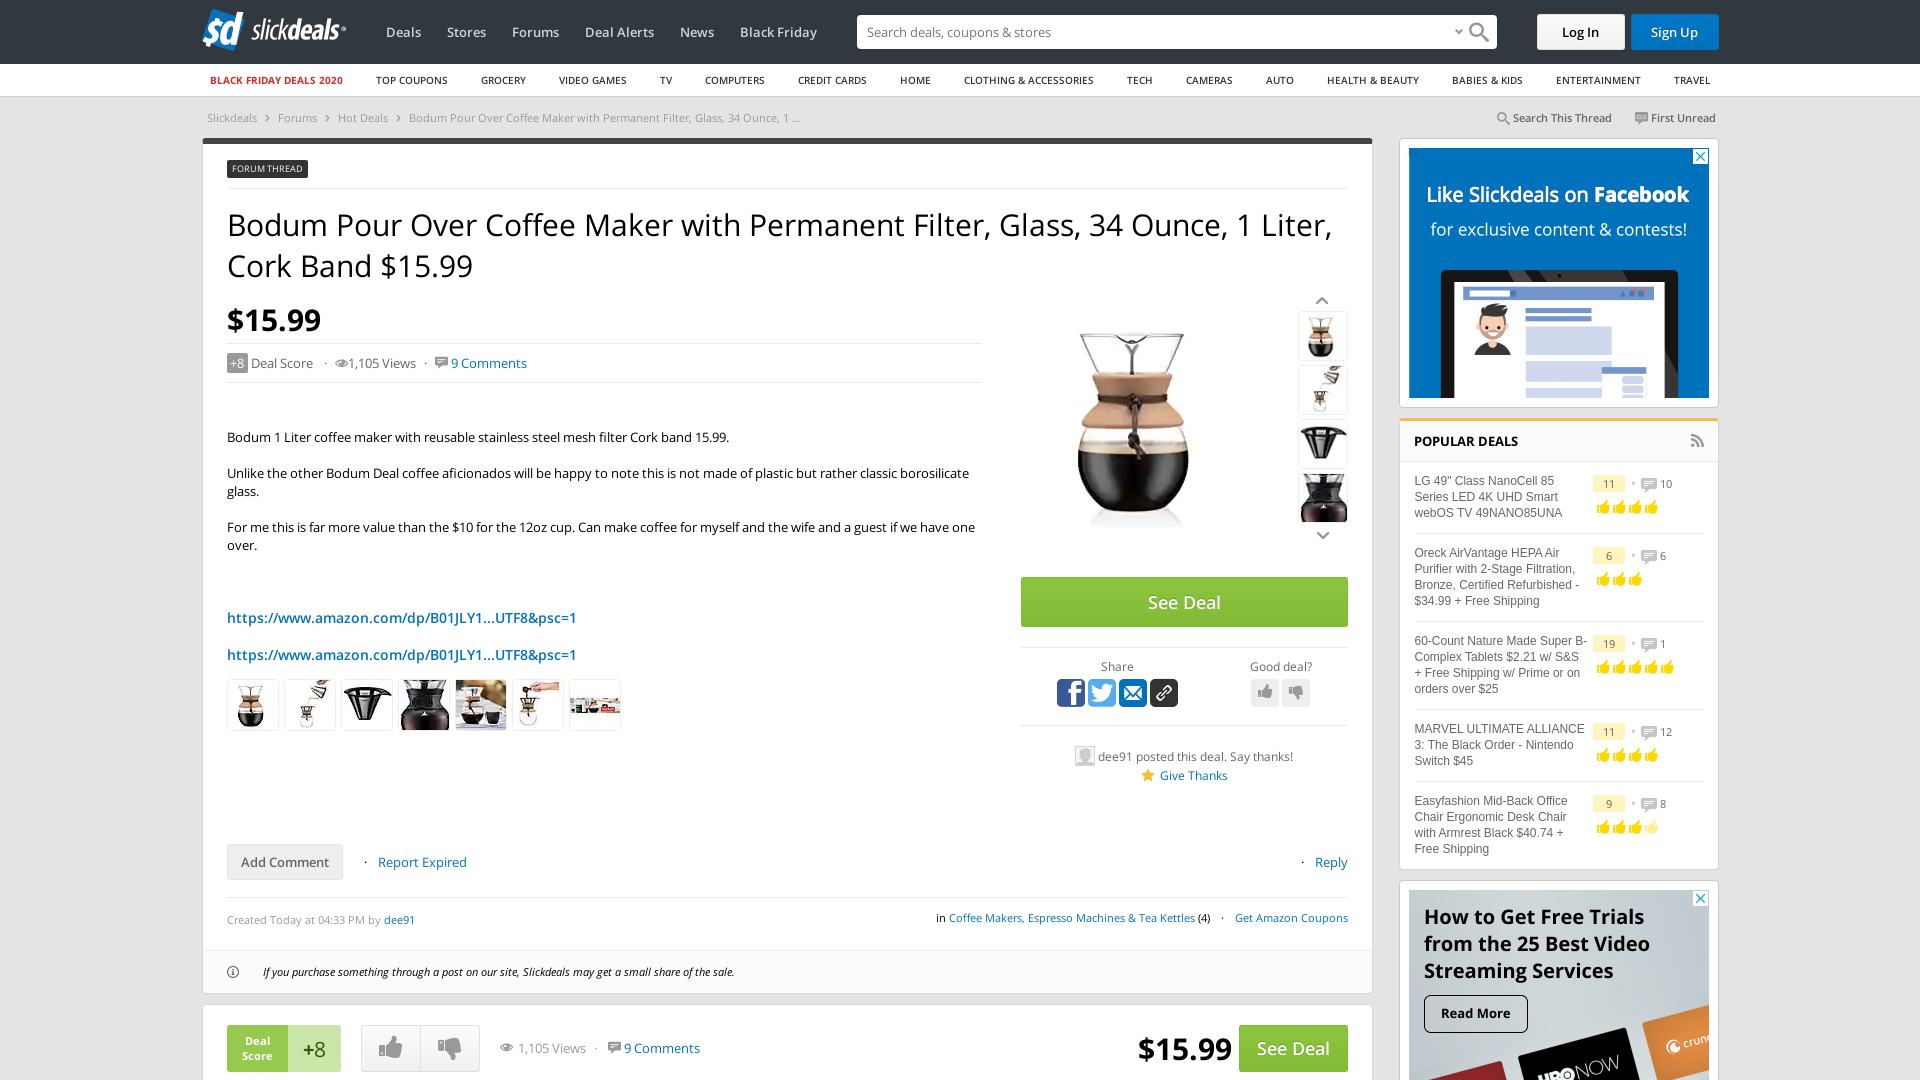 slickdeals
Deals
Stores
Forums
Deal Alerts
News
Black Friday
Search deals, coupons & stores
Log In
Sign Up
BLACK FRIDAY DEALS 2020
TOP COUPONS
GROCERY
VIDEO GAMES
TV
COMPUTERS
CREDIT CARDS
HOME
CLOTHING & ACCESSORIES
TECH
CAMERAS
AUTO
HEALTH & BEAUTY
BABIES & KIDS
ENTERTAINMENT
TRAVEL
Slickdeals > Forums > Hot Deals > Bodum Pour Over Coffee Maker with Permanent Filter, Glass, 34 Ounce, 1 ...
Search This Thread
First Unread
FORUM THREAD
Bodum Pour Over Coffee Maker with Permanent Filter, Glass, 34 Ounce, 1 Liter,
Cork Band $15.99
$15.99
+8 Deal Score · 1,105 Views · 9 Comments
Bodum 1 Liter coffee maker with reusable stainless steel mesh filter Cork band 15.99.
Unlike the other Bodum Deal coffee aficionados will be happy to note this is not made of plastic but rather classic borosilicate
glass.
For me this is far more value than the $10 for the 12oz cup. Can make coffee for myself and the wife and a guest if we have one
over.
https://www.amazon.com/dp/B01JLY1...UTF8&psc=1
https://www.amazon.com/dp/B01JLY1...UTF8&psc=1
See Deal
Share
Good deal?
dee91 posted this deal. Say thanks!
Give Thanks
Add Comment
· Report Expired
· Reply
Created Today at 04:33 PM by dee91
in Coffee Makers, Espresso Machines & Tea Kettles (4) · Get Amazon Coupons
If you purchase something through a post on our site, Slickdeals may get a small share of the sale.
Deal
Score
+8
1,105 Views · 9 Comments
$15.99
See Deal
Like Slickdeals on Facebook
for exclusive content & contests!
POPULAR DEALS
LG 49" Class NanoCell 85
Series LED 4K UHD Smart
webOS TV 49NANO85UNA
11 • 10
Oreck AirVantage HEPA Air
Purifier with 2-Stage Filtration,
Bronze, Certified Refurbished -
$34.99 + Free Shipping
6 • 6
60-Count Nature Made Super B-
Complex Tablets $2.21 w/ S&S
+ Free Shipping w/ Prime or on
orders over $25
19 • 1
MARVEL ULTIMATE ALLIANCE
3: The Black Order - Nintendo
Switch $45
11 • 12
Easyfashion Mid-Back Office
Chair Ergonomic Desk Chair
with Armrest Black $40.74 +
Free Shipping
9 • 8
How to Get Free Trials
from the 25 Best Video
Streaming Services
Read More
HBO NOW